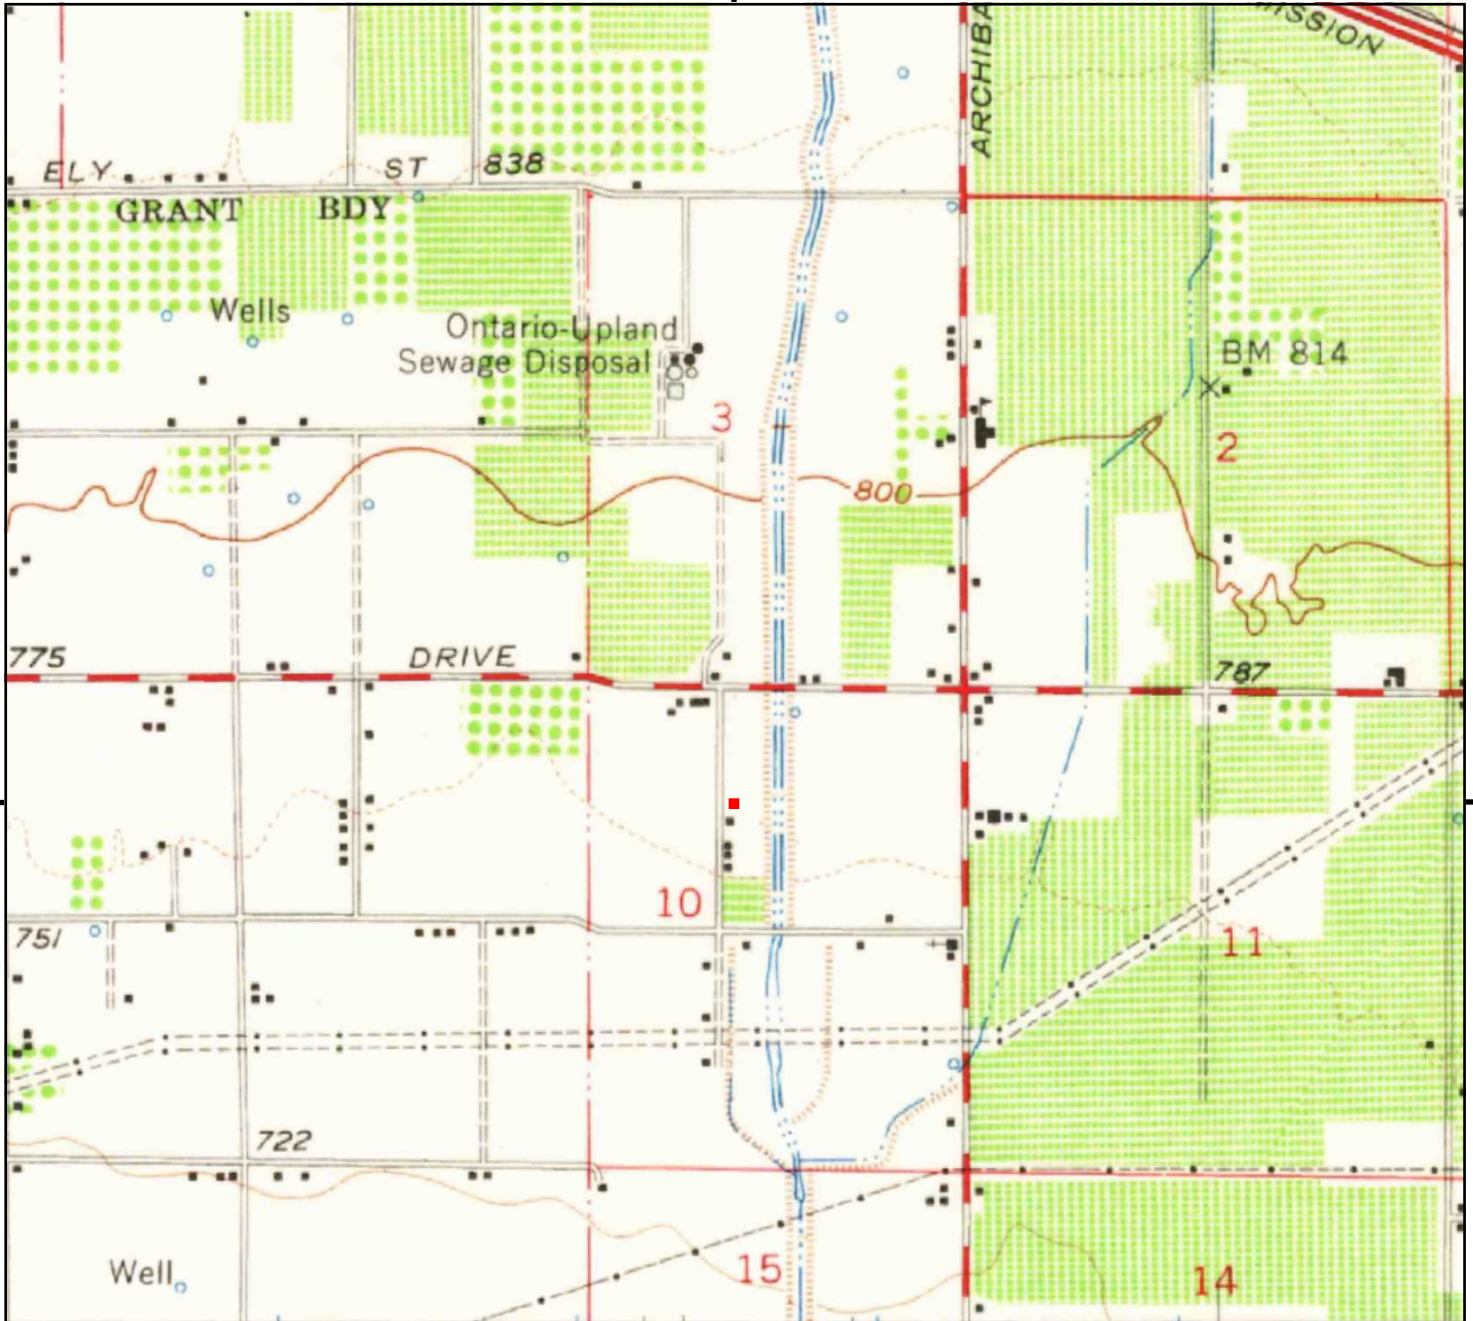 MISSION
ARCHIBA
ELY ST 838
GRANT BDY
Wells
Ontario-Upland
Sewage Disposal
BM 814
3
2
800
775
DRIVE
787
10
751
11
722
Well
15
14